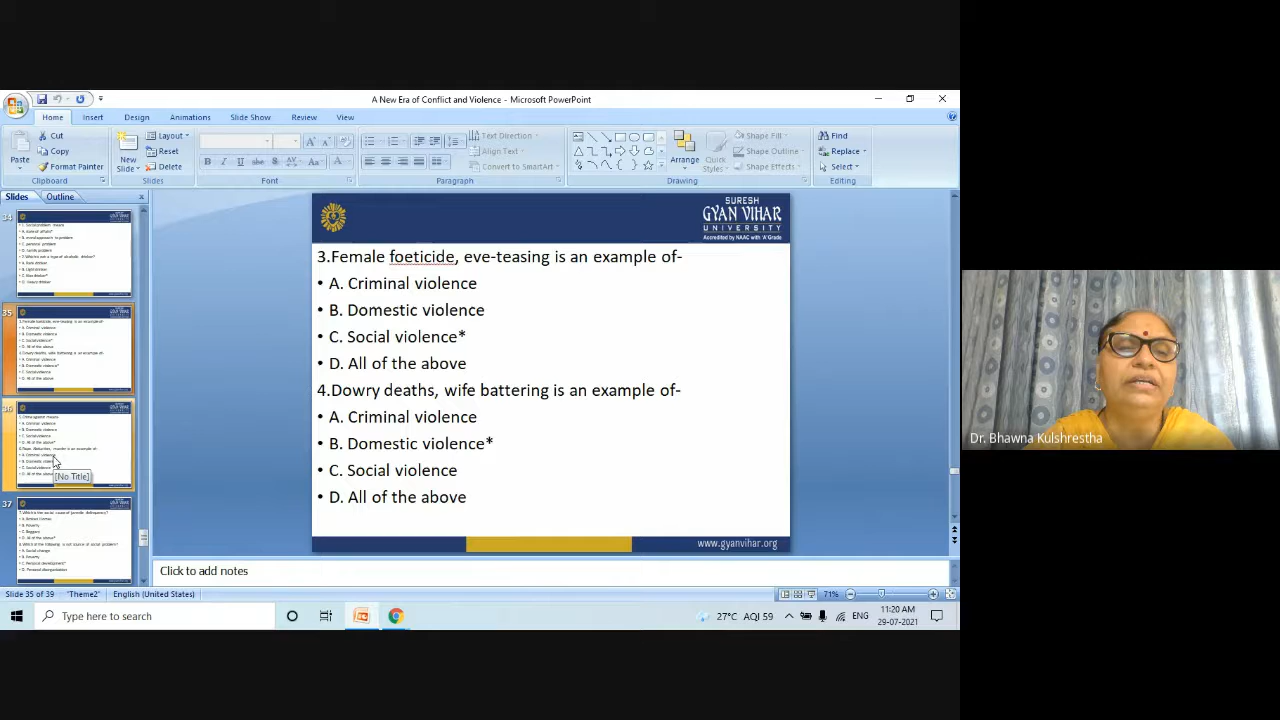 A New Era of Conflict and Violence - Microsoft PowerPoint
Home Insert Design Animations Slide Show Review View
Paste
Cut
Copy
Format Painter
Clipboard
New Slide
Layout
Reset
Delete
Slides
Font
Text Direction
Align Text
Convert to SmartArt
Paragraph
Arrange
Quick Styles
Shape Fill
Shape Outline
Shape Effects
Drawing
Find
Replace
Select
Editing
Slides Outline
34
35
36
37
[No Title]
SURESH
GYAN VIHAR
UNIVERSITY
Accredited by NAAC with 'A' Grade
3.Female foeticide, eve-teasing is an example of-
• A. Criminal violence
• B. Domestic violence
• C. Social violence*
• D. All of the above
4.Dowry deaths, wife battering is an example of-
• A. Criminal violence
• B. Domestic violence*
• C. Social violence
• D. All of the above
www.gyanvihar.org
Click to add notes
Slide 35 of 39 'Theme2' English (United States) 71%
Type here to search
27°C AQI 59 ENG
11:20 AM
29-07-2021
Dr. Bhawna Kulshrestha